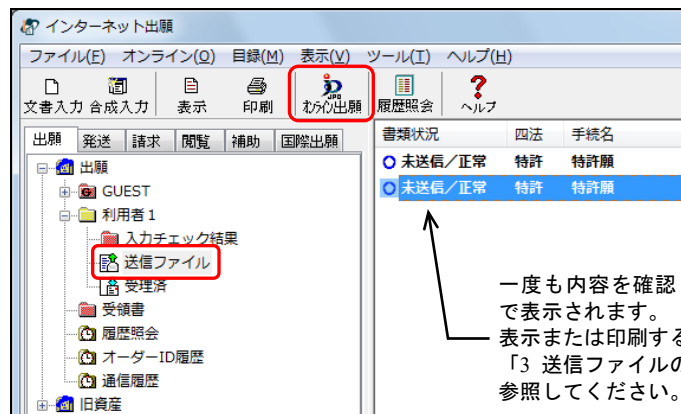 インターネット出願
ファイル(F) オンライン(O) 目録(M) 表示(V) ツール(T) ヘルプ(H)
文書入力 合成入力 表示 印刷 オンライン出願 履歴照会 ヘルプ
出願 発送 請求 閲覧 補助 国際出願
書類状況 四法 手続名
未送信/正常 特許 特許願
未送信/正常 特許 特許願
出願
GUEST
利用者1
入力チェック結果
送信ファイル
受理済
受領書
履歴照会
オーダーID履歴
通信履歴
旧資産
一度も内容を確認
で表示されます。
表示または印刷する
「3 送信ファイルの
参照してください。